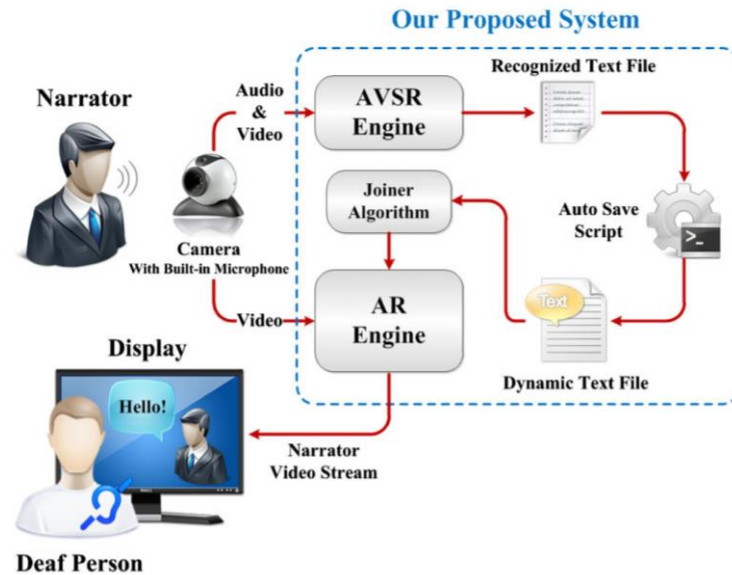 Our Proposed System
Narrator
Audio
&
Video
AVSR
Engine
Recognized Text File
Joiner
Algorithm
Auto Save
Script
>_
Camera
With Built-in Microphone
Video
AR
Engine
Text
Dynamic Text File
Display
Hello!
Narrator
Video Stream
Deaf Person